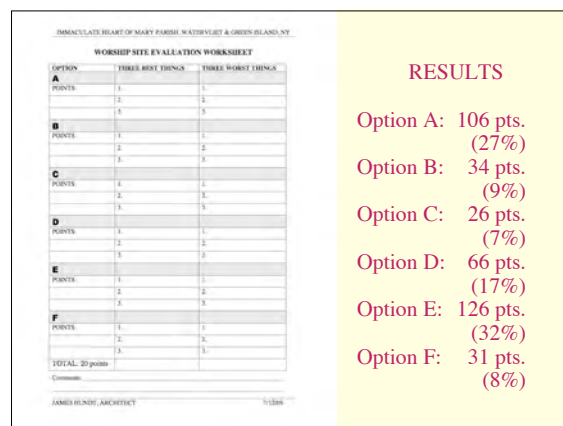 IMMACULATE HEART OF MARY PARISH, WATERVLIET & GREEN ISLAND, NY
WORSHIP SITE EVALUATION WORKSHEET
OPTION THREE BEST THINGS THREE WORST THINGS
A
POINTS 1. 1.
2. 2.
3. 3.
B
POINTS 1. 1.
2. 2.
3. 3.
C
POINTS 1. 1.
2. 2.
3. 3.
D
POINTS 1. 1.
2. 2.
3. 3.
E
POINTS 1. 1.
2. 2.
3. 3.
F
POINTS 1. 1.
2. 2.
3. 3.
TOTAL: 20 points
Comments:
JAMES HUNDT, ARCHITECT
RESULTS
Option A: 106 pts.
(27%)
Option B: 34 pts.
(9%)
Option C: 26 pts.
(7%)
Option D: 66 pts.
(17%)
Option E: 126 pts.
(32%)
Option F: 31 pts.
(8%)